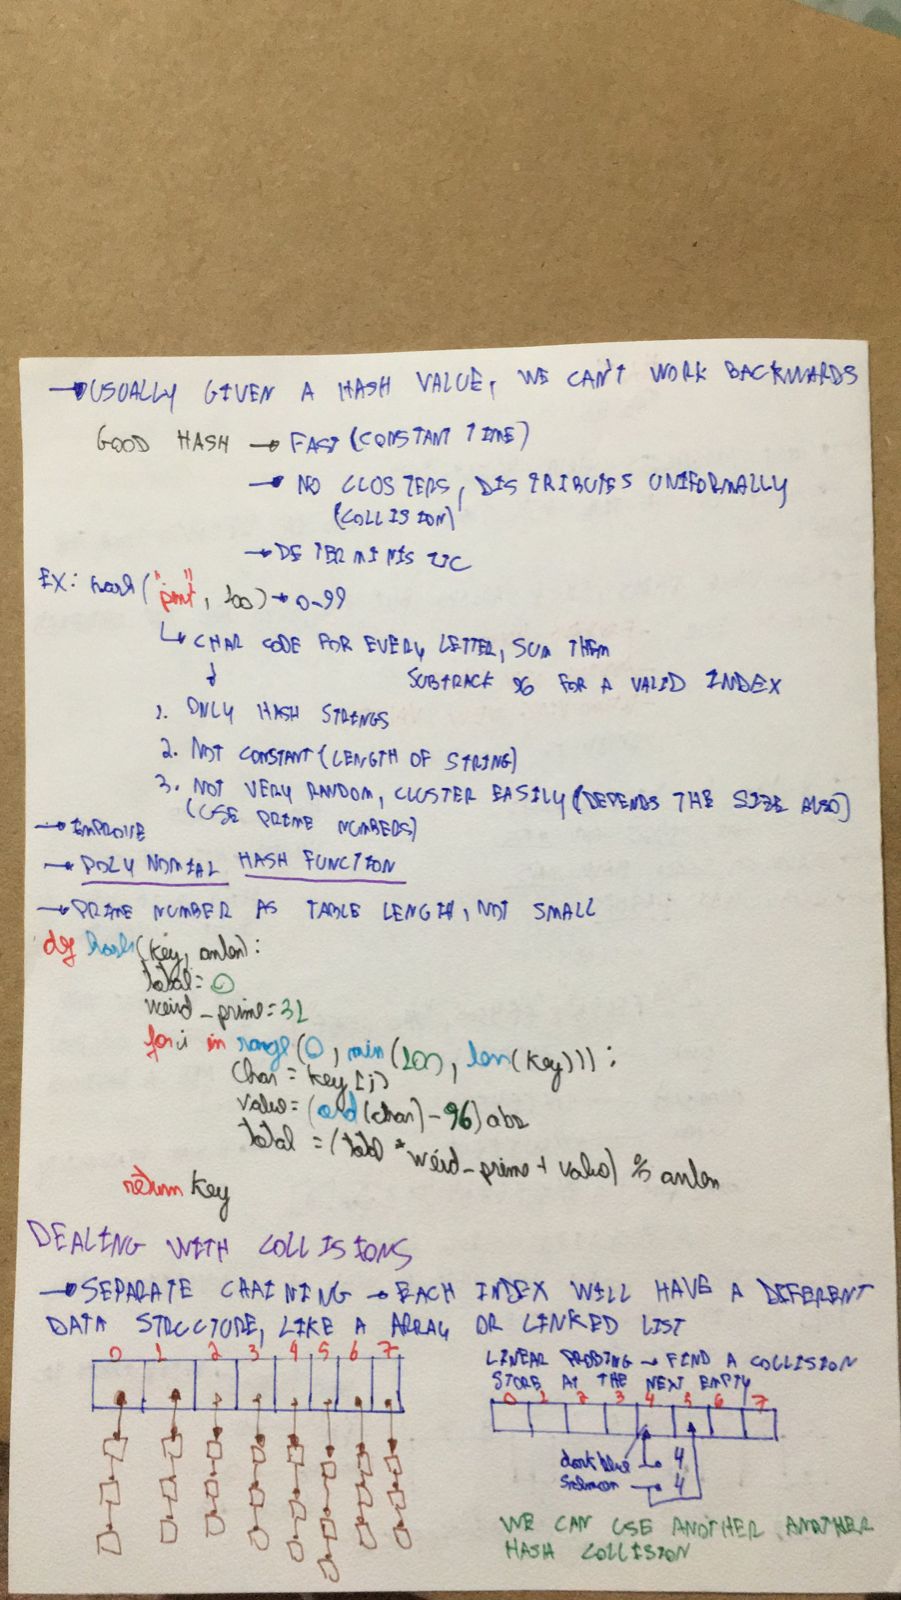 → USUALLY GIVEN A HASH VALUE, WE CAN'T WORK BACKWARDS
GOOD HASH → FAST (CONSTANT TIME)
→ NO CLUSTERS, DISTRIBUTES UNIFORMALLY
(COLLISION)
→ DETERMINISTIC
EX: hash("pink", 100) → 0-99
↳ CHAR CODE FOR EVERY LETTER, SUM THEM
↓ SUBTRACK 96 FOR A VALID INDEX
1. ONLY HASH STRINGS
2. NOT CONSTANT (LENGTH OF STRING)
3. NOT VERY RANDOM, CLUSTER EASILY (DEPENDS THE SIZE ALSO)
→ IMPROVE (USE PRIME NUMBERS)
→ POLYNOMIAL HASH FUNCTION
→ PRIME NUMBER AS TABLE LENGTH, NOT SMALL
def hash(key, arrlen):
total = 0
weird_prime = 31
for i in range(0, min(100, len(key))):
char = key[i]
value = (ord(char) - 96) abs
total = (total * weird_prime + value) % arrlen
return key
DEALING WITH COLLISIONS
→ SEPARATE CHAINING → EACH INDEX WILL HAVE A DIFERENT
DATA STRUCTURE, LIKE A ARRAY OR LINKED LIST
0 1 2 3 4 5 6 7
LINEAR PROBING → FIND A COLLISION
STORE AT THE NEXT EMPTY
0 1 2 3 4 5 6 7
dark blue → 4
Salmon → 4
WE CAN USE ANOTHER ANOTHER
HASH COLLISION